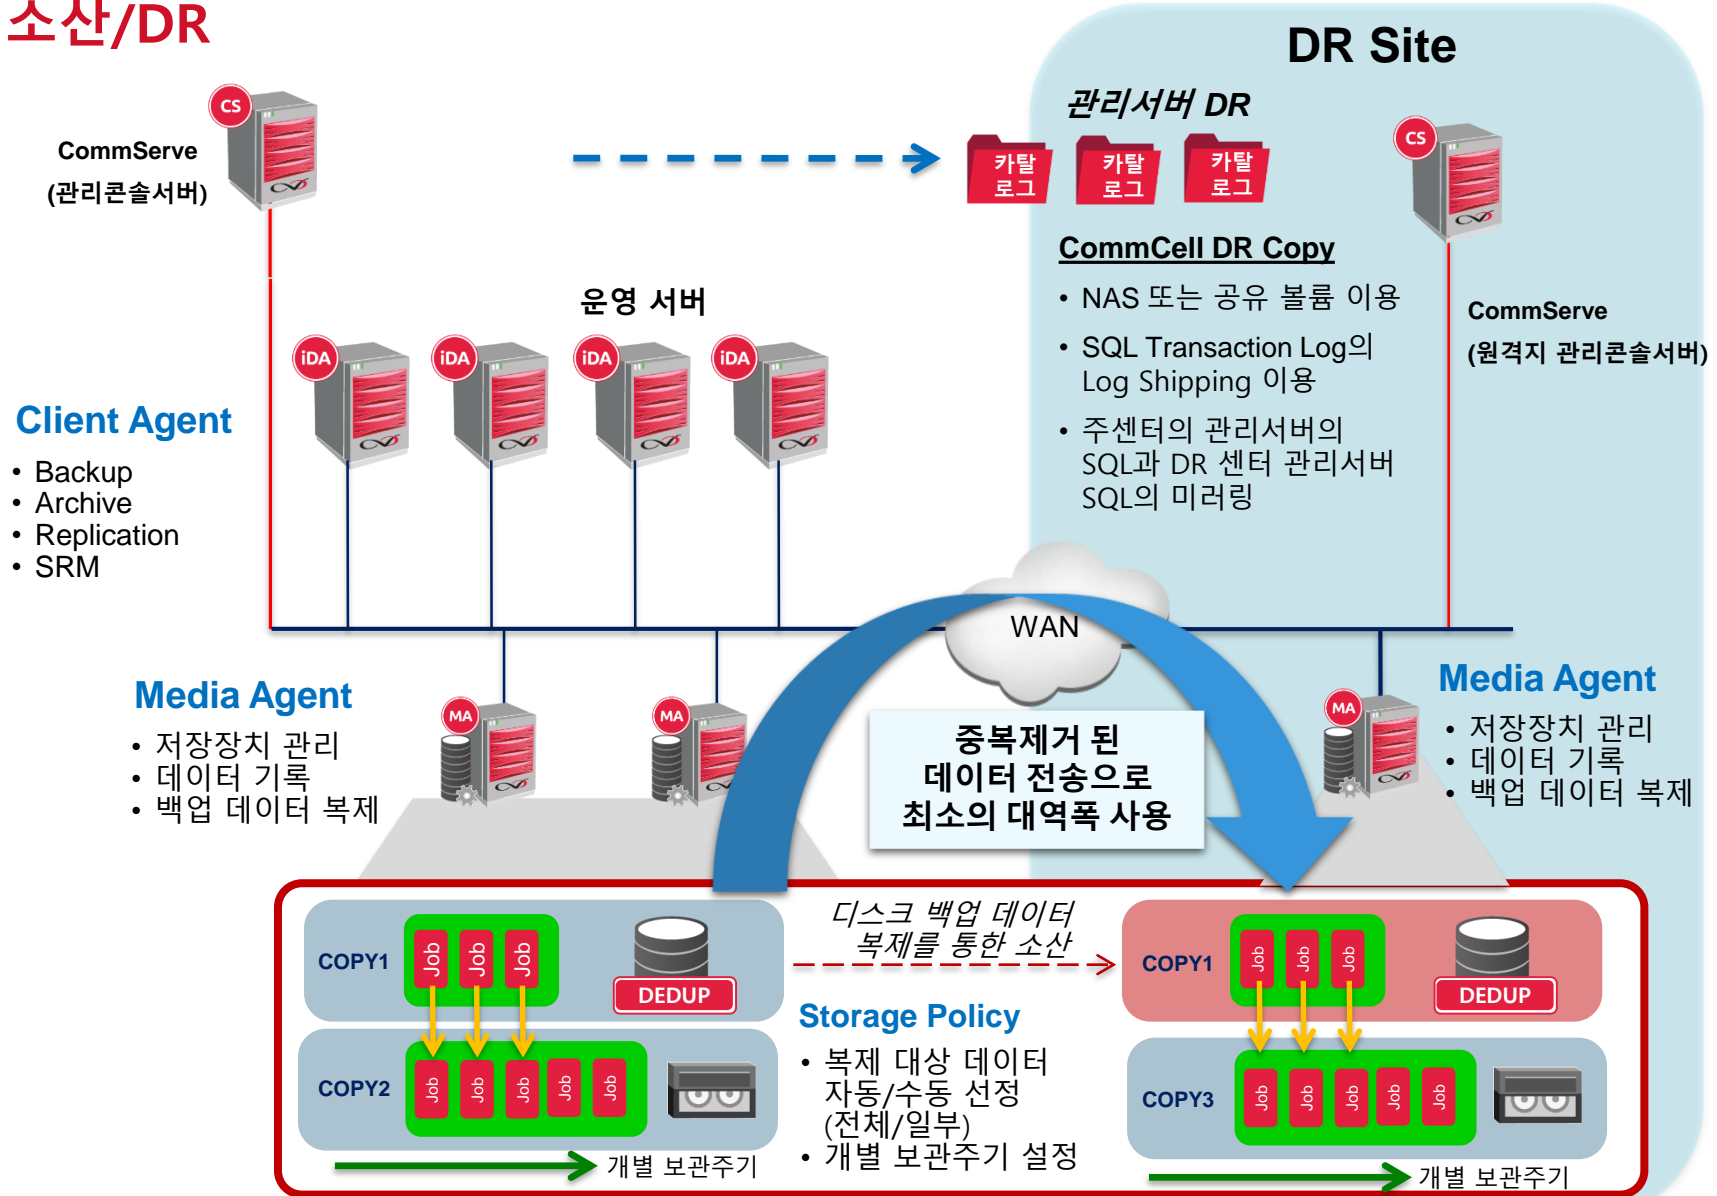 소산/DR
DR Site
CS
CommServe
(관리콘솔서버)
관리서버 DR
카탈
로그
카탈
로그
카탈
로그
CS
CommServe
(원격지 관리콘솔서버)
CommCell DR Copy
• NAS 또는 공유 볼륨 이용
• SQL Transaction Log의
Log Shipping 이용
• 주센터의 관리서버의
SQL과 DR 센터 관리서버
SQL의 미러링
운영 서버
iDA
iDA
iDA
iDA
Client Agent
• Backup
• Archive
• Replication
• SRM
WAN
Media Agent
• 저장장치 관리
• 데이터 기록
• 백업 데이터 복제
MA
MA
중복제거 된
데이터 전송으로
최소의 대역폭 사용
MA
Media Agent
• 저장장치 관리
• 데이터 기록
• 백업 데이터 복제
COPY1
Job
Job
Job
DEDUP
디스크 백업 데이터
복제를 통한 소산
COPY1
Job
Job
Job
DEDUP
COPY2
Job
Job
Job
Job
Job
Storage Policy
• 복제 대상 데이터
자동/수동 선정
(전체/일부)
• 개별 보관주기 설정
COPY3
Job
Job
Job
Job
Job
개별 보관주기
개별 보관주기